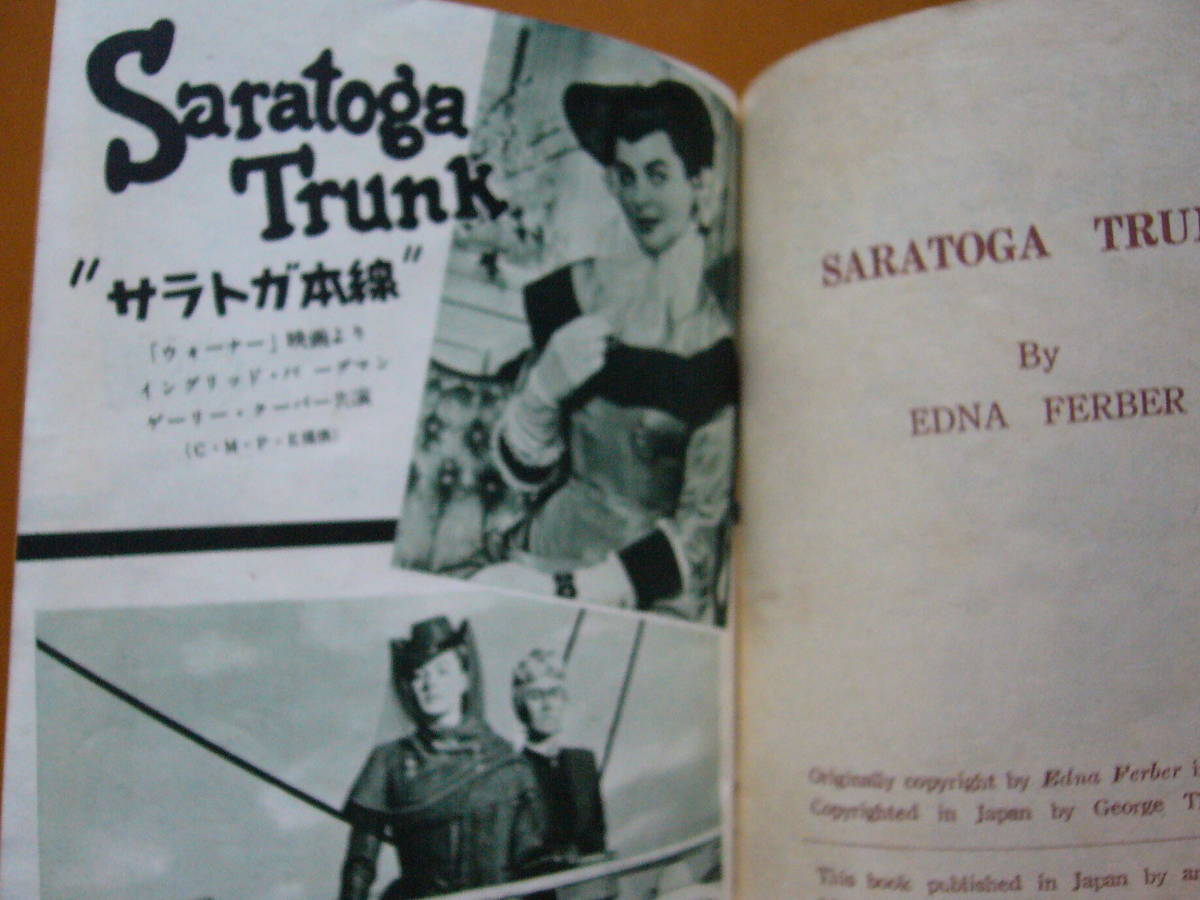 Saratoga
Trunk
"サラトガ本線"
「ウォーナー」映画より
イングリッド・バーグマン
ゲーリー・クーパー共演
(C・M・P・E提供)
SARATOGA
By
EDNA FERBER
Originally copyright by Edna Ferber
Copyrighted in Japan by George
This book published in Japan by